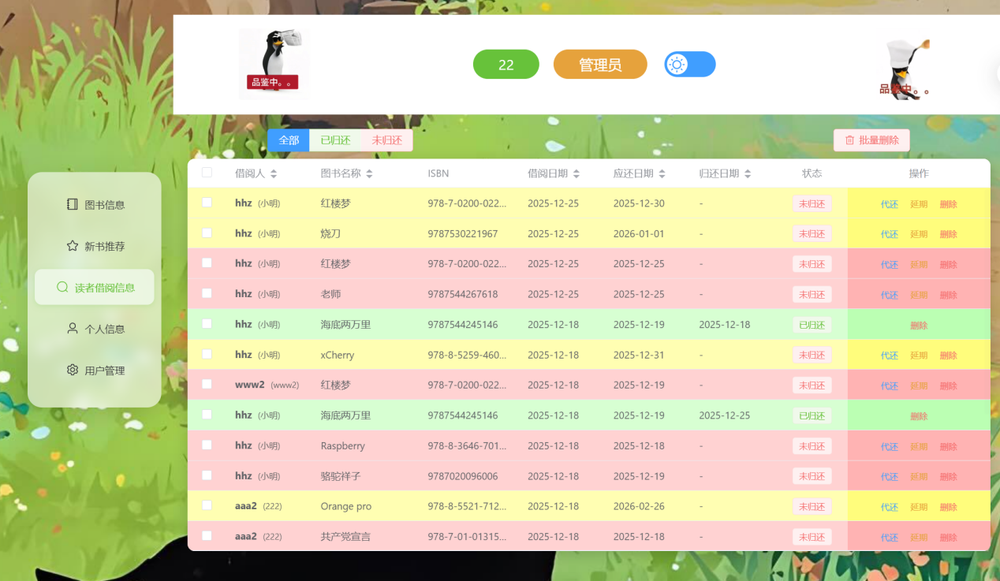 品鉴中。。
22
管理员
品鉴中。。
全部 已归还 未归还
批量删除
图书信息
新书推荐
读者借阅信息
个人信息
用户管理
借阅人 图书名称 ISBN 借阅日期 应还日期 归还日期 状态 操作
hhz (小明) 红楼梦 978-7-0200-022... 2025-12-25 2025-12-30 - 未归还 代还 延期 删除
hhz (小明) 烧刀 9787530221967 2025-12-25 2026-01-01 - 未归还 代还 延期 删除
hhz (小明) 红楼梦 978-7-0200-022... 2025-12-25 2025-12-25 - 未归还 代还 延期 删除
hhz (小明) 老师 9787544267618 2025-12-25 2025-12-25 - 未归还 代还 延期 删除
hhz (小明) 海底两万里 9787544245146 2025-12-18 2025-12-19 2025-12-18 已归还 删除
hhz (小明) xCherry 978-8-5259-460... 2025-12-18 2025-12-31 - 未归还 代还 延期 删除
www2 (www2) 红楼梦 978-7-0200-022... 2025-12-18 2025-12-19 - 未归还 代还 延期 删除
hhz (小明) 海底两万里 9787544245146 2025-12-18 2025-12-19 2025-12-25 已归还 删除
hhz (小明) Raspberry 978-8-3646-701... 2025-12-18 2025-12-18 - 未归还 代还 延期 删除
hhz (小明) 骆驼祥子 9787020096006 2025-12-18 2025-12-19 - 未归还 代还 延期 删除
aaa2 (222) Orange pro 978-8-5521-712... 2025-12-18 2026-02-26 - 未归还 代还 延期 删除
aaa2 (222) 共产党宣言 978-7-01-01315... 2025-12-18 2025-12-18 - 未归还 代还 延期 删除